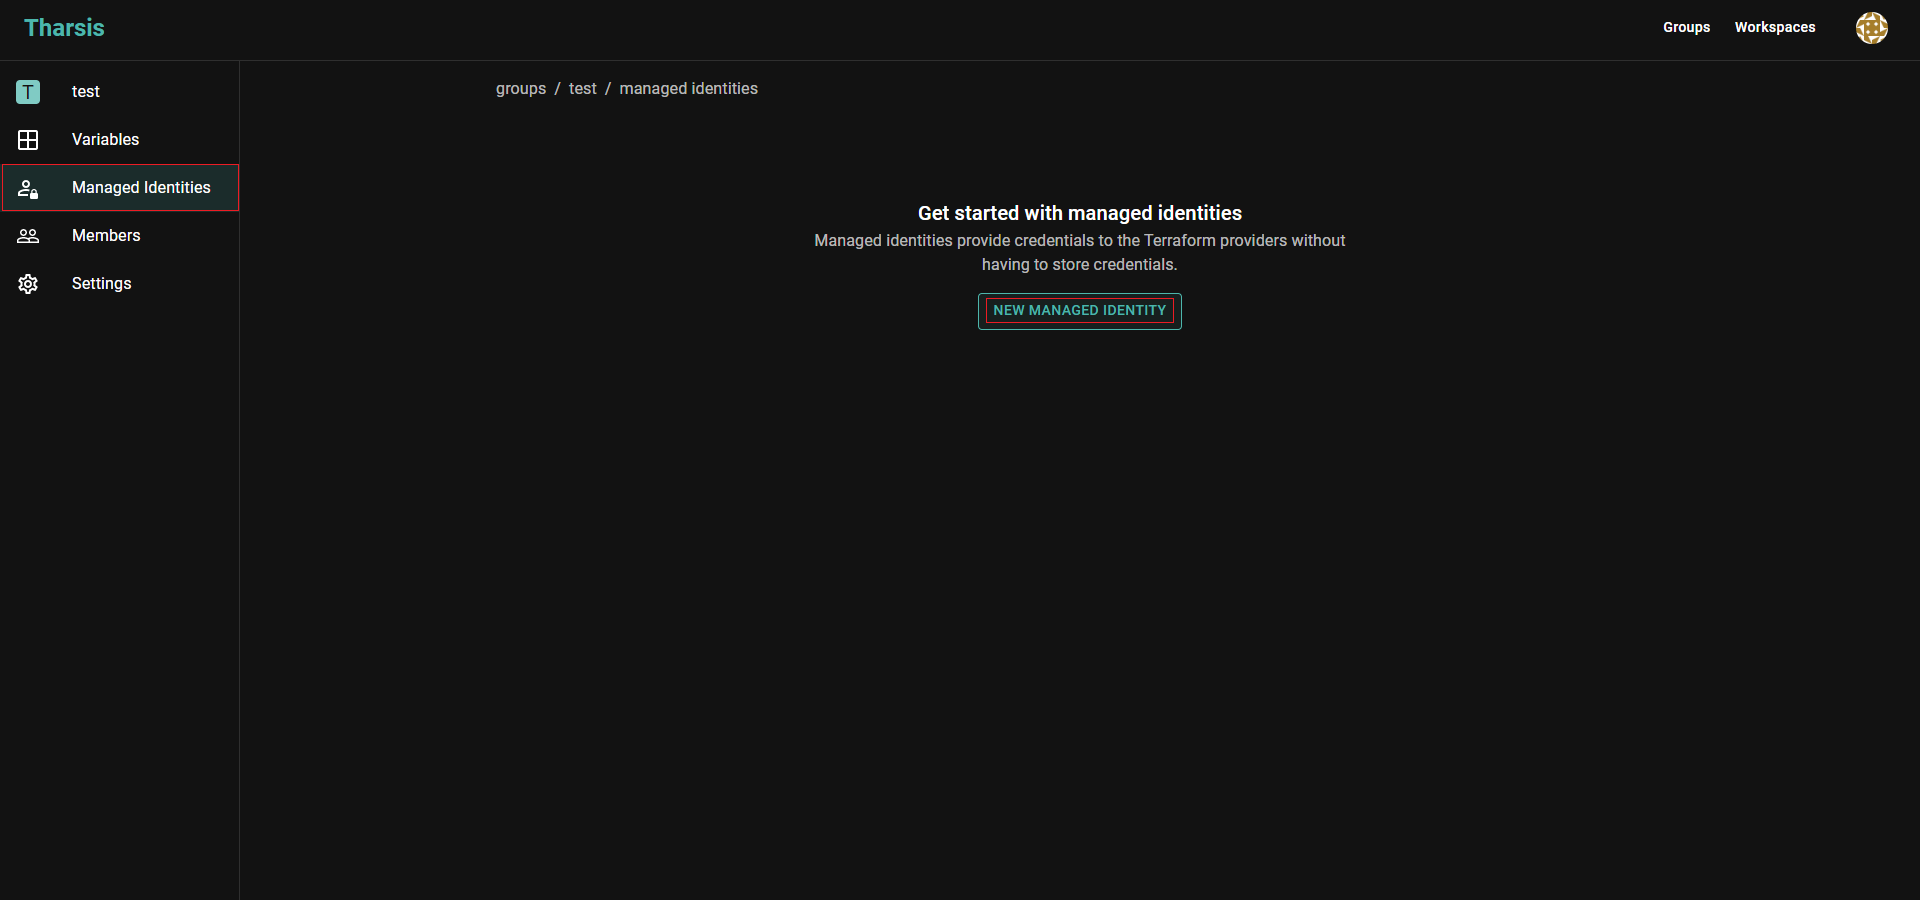 Tharsis
Groups
Workspaces
T
test
Variables
Managed Identities
Members
Settings
groups / test / managed identities
Get started with managed identities
Managed identities provide credentials to the Terraform providers without
having to store credentials.
NEW MANAGED IDENTITY